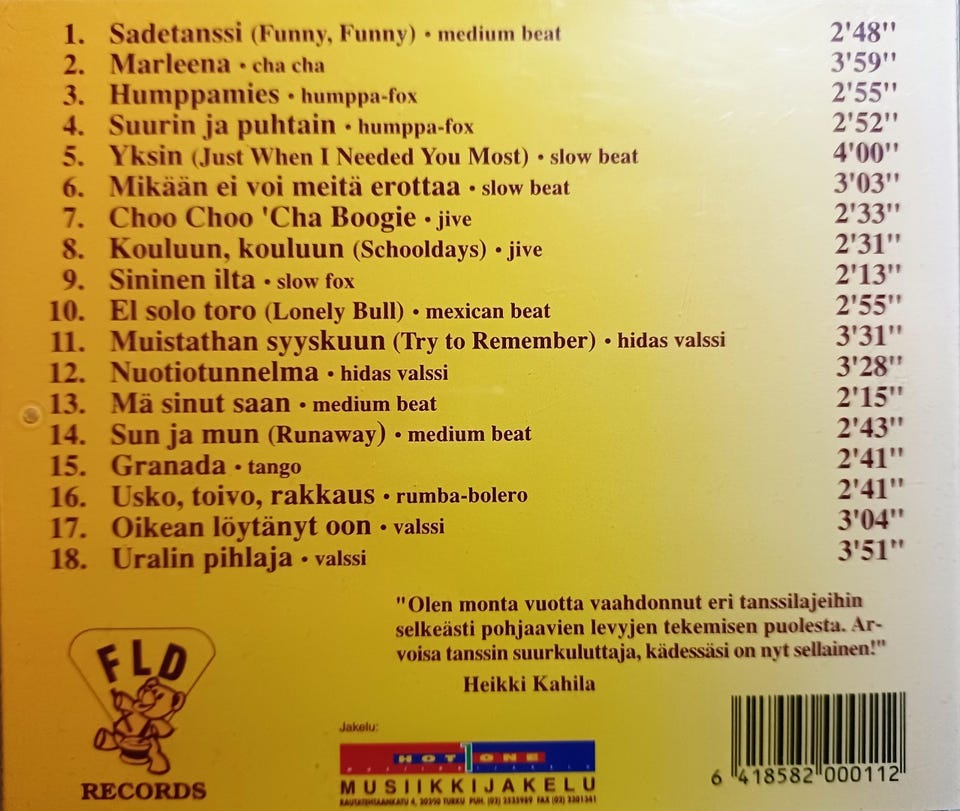 1. Sadetanssi (Funny, Funny) • medium beat 2'48"
2. Marleena • cha cha 3'59"
3. Humppamies • humppa-fox 2'55"
4. Suurin ja puhtain • humppa-fox 2'52"
5. Yksin (Just When I Needed You Most) • slow beat 4'00"
6. Mikään ei voi meitä erottaa • slow beat 3'03"
7. Choo Choo 'Cha Boogie • jive 2'33"
8. Kouluun, kouluun (Schooldays) • jive 2'31"
9. Sininen ilta • slow fox 2'13"
10. El solo toro (Lonely Bull) • mexican beat 2'55"
11. Muistathan syyskuun (Try to Remember) • hidas valssi 3'31"
12. Nuotiotunnelma • hidas valssi 3'28"
13. Mä sinut saan • medium beat 2'15"
14. Sun ja mun (Runaway) • medium beat 2'43"
15. Granada • tango 2'41"
16. Usko, toivo, rakkaus • rumba-bolero 2'41"
17. Oikean löytänyt oon • valssi 3'04"
18. Uralin pihlaja • valssi 3'51"
"Olen monta vuotta vaahdonnut eri tanssilajeihin
selkeästi pohjaavien levyjen tekemisen puolesta. Ar-
voisa tanssin suurkuluttaja, kädessäsi on nyt sellainen!"
Heikki Kahila
FLD
RECORDS
Jakelu:
HOT ONE
MUSIIKKIJAKELU
20200 TURKU PUH. (02) FAX (02)
6 418582 000112